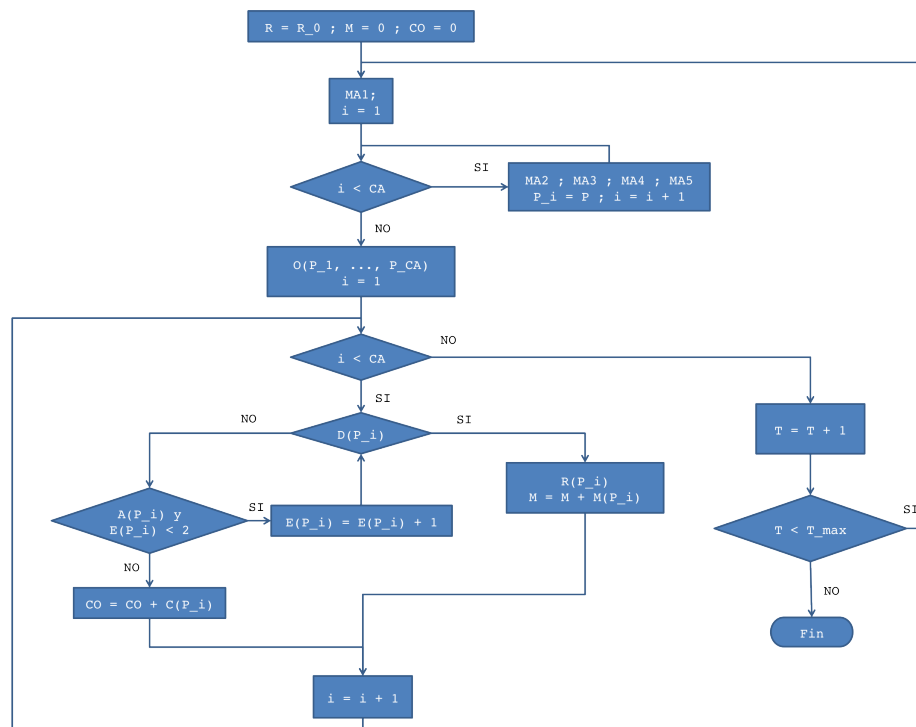 R = R_0 ; M = 0 ; CO = 0
MA1;
i = 1
i < CA
SI
MA2 ; MA3 ; MA4 ; MA5
P_i = P ; i = i + 1
NO
O(P_1, ..., P_CA)
i = 1
i < CA
NO
SI
D(P_i)
NO
SI
T = T + 1
R(P_i)
M = M + M(P_i)
A(P_i) y
E(P_i) < 2
SI
E(P_i) = E(P_i) + 1
T < T_max
SI
NO
CO = CO + C(P_i)
NO
Fin
i = i + 1